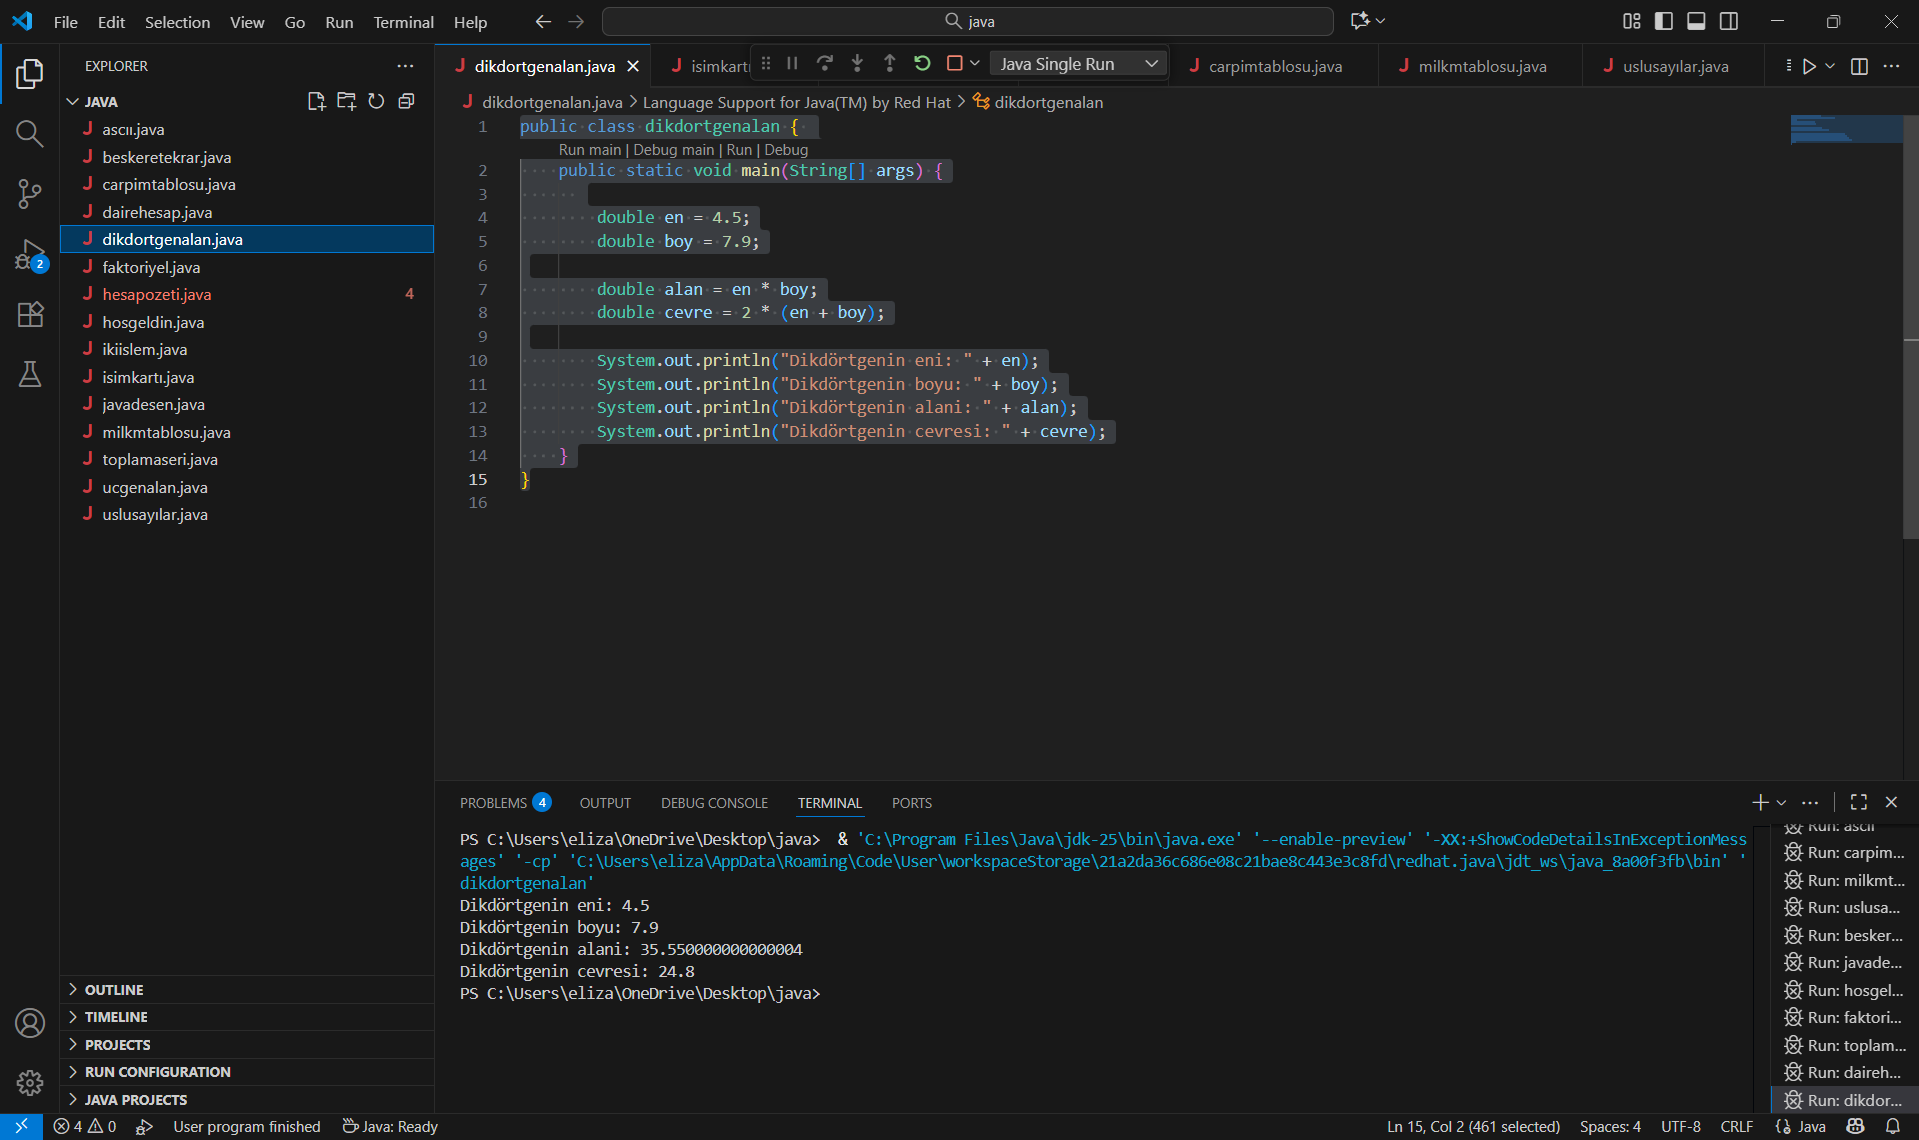 File Edit Selection View Go Run Terminal Help
java
EXPLORER
JAVA
ascıı.java
beskeretekrar.java
carpimtablosu.java
dairehesap.java
dikdortgenalan.java
faktoriyel.java
hesapozeti.java 4
hosgeldin.java
ikiislem.java
isimkartı.java
javadesen.java
milkmtablosu.java
toplamaseri.java
ucgenalan.java
uslusayılar.java
OUTLINE
TIMELINE
PROJECTS
RUN CONFIGURATION
JAVA PROJECTS
2
dikdortgenalan.java isimkart Java Single Run carpimtablosu.java milkmtablosu.java uslusayılar.java
dikdortgenalan.java > Language Support for Java(TM) by Red Hat > dikdortgenalan
1 public class dikdortgenalan {
Run main | Debug main | Run | Debug
2 public static void main(String[] args) {
3
4 double en = 4.5;
5 double boy = 7.9;
6
7 double alan = en * boy;
8 double cevre = 2 * (en + boy);
9
10 System.out.println("Dikdörtgenin eni: " + en);
11 System.out.println("Dikdörtgenin boyu: " + boy);
12 System.out.println("Dikdörtgenin alani: " + alan);
13 System.out.println("Dikdörtgenin cevresi: " + cevre);
14 }
15 }
16
PROBLEMS 4 OUTPUT DEBUG CONSOLE TERMINAL PORTS
PS C:\Users\eliza\OneDrive\Desktop\java> & 'C:\Program Files\Java\jdk-25\bin\java.exe' '--enable-preview' '-XX:+ShowCodeDetailsInExceptionMess
ages' '-cp' 'C:\Users\eliza\AppData\Roaming\Code\User\workspaceStorage\21a2da36c686e08c21bae8c443e3c8fd\redhat.java\jdt_ws\java_8a00f3fb\bin' '
dikdortgenalan'
Dikdörtgenin eni: 4.5
Dikdörtgenin boyu: 7.9
Dikdörtgenin alani: 35.550000000000004
Dikdörtgenin cevresi: 24.8
PS C:\Users\eliza\OneDrive\Desktop\java>
Run: ascii
Run: carpim...
Run: milkmt...
Run: uslusa...
Run: besker...
Run: javade...
Run: hosgel...
Run: faktori...
Run: toplam...
Run: daireh...
Run: dikdor...
4 0 User program finished Java: Ready Ln 15, Col 2 (461 selected) Spaces: 4 UTF-8 CRLF Java